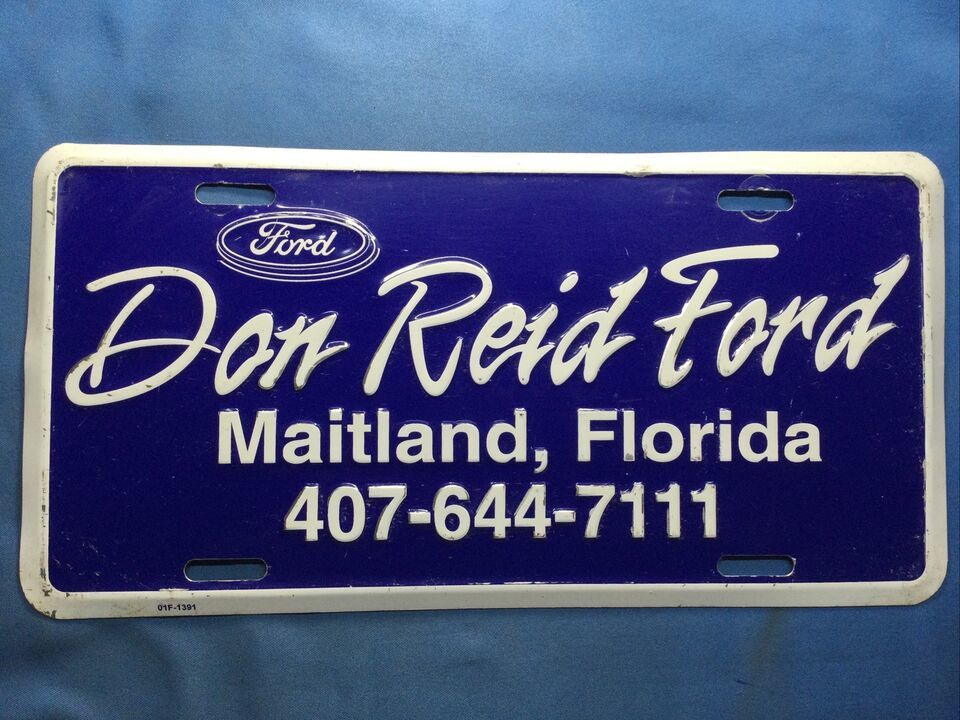 Ford
Don Reid Ford
Maitland, Florida
407-644-7111
01F-1391